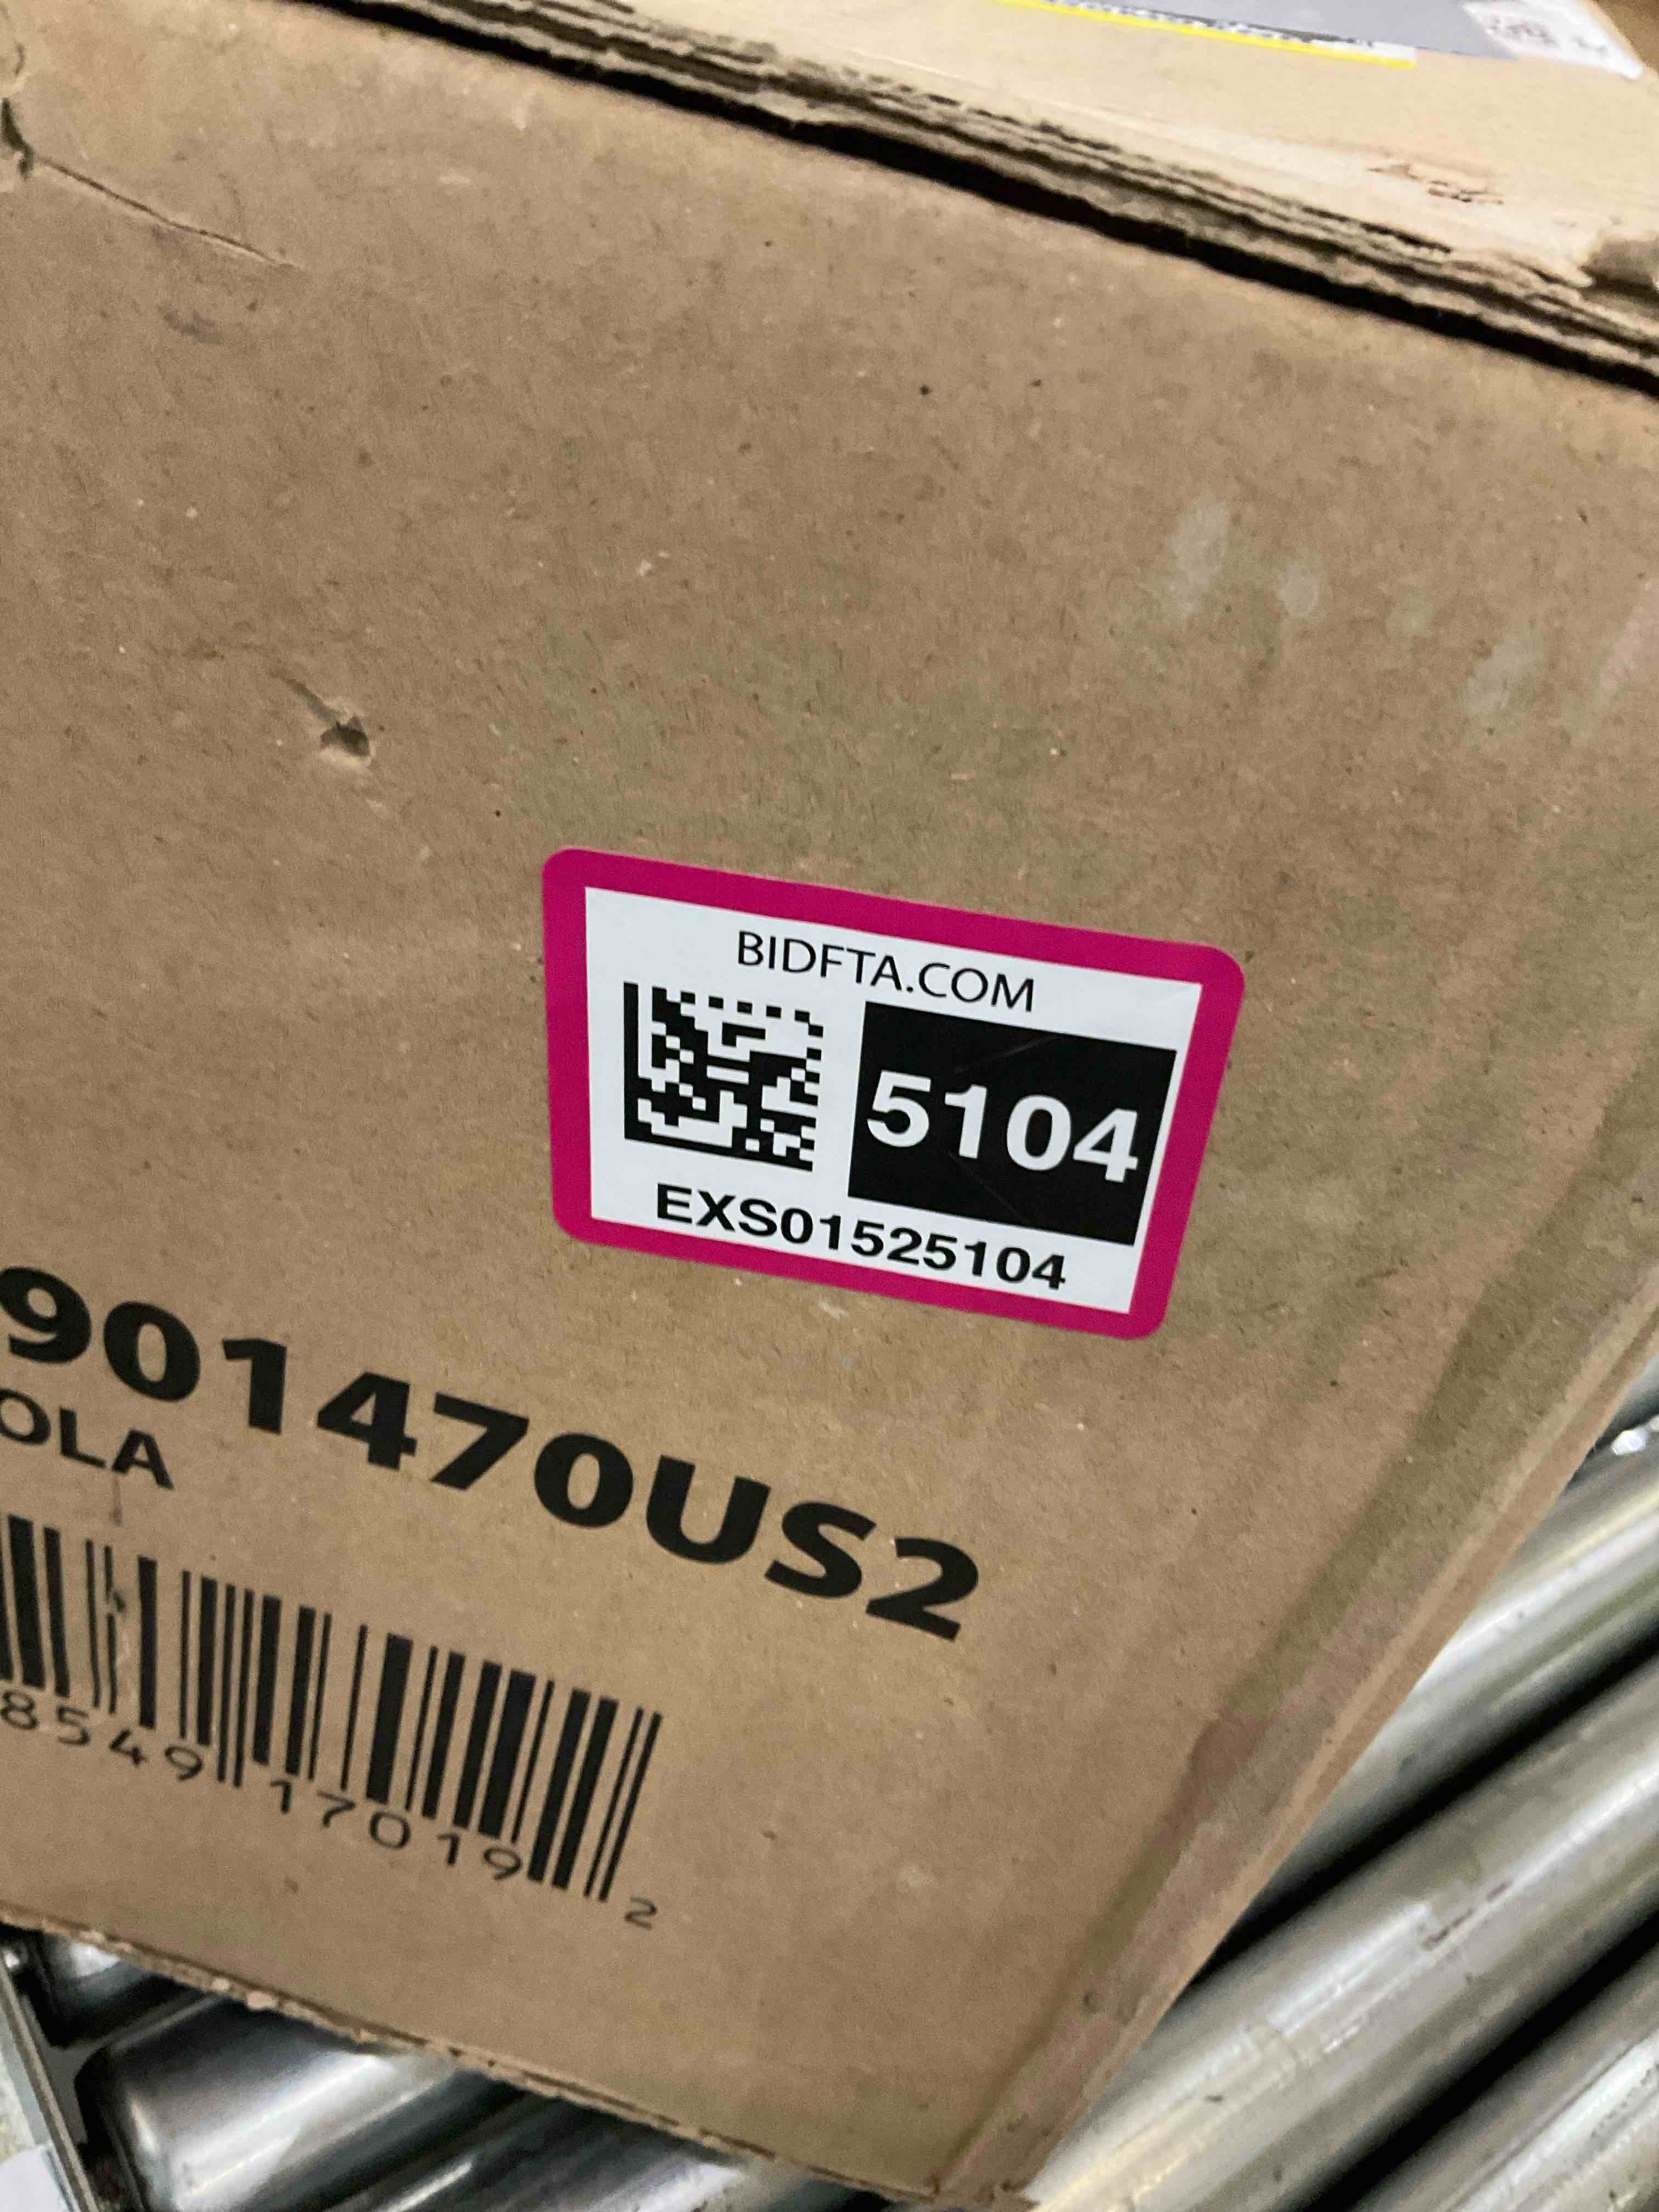 BIDFTA.COM
5104
EXS01525104
901470US2
OLA
8549 17019 2